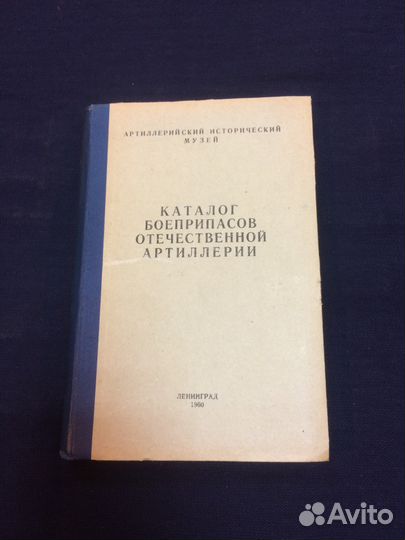 АРТИЛЛЕРИЙСКИЙ ИСТОРИЧЕСКИЙ
МУЗЕЙ
КАТАЛОГ
БОЕПРИПАСОВ
ОТЕЧЕСТВЕННОЙ
АРТИЛЛЕРИИ
ЛЕНИНГРАД
1960
Avito